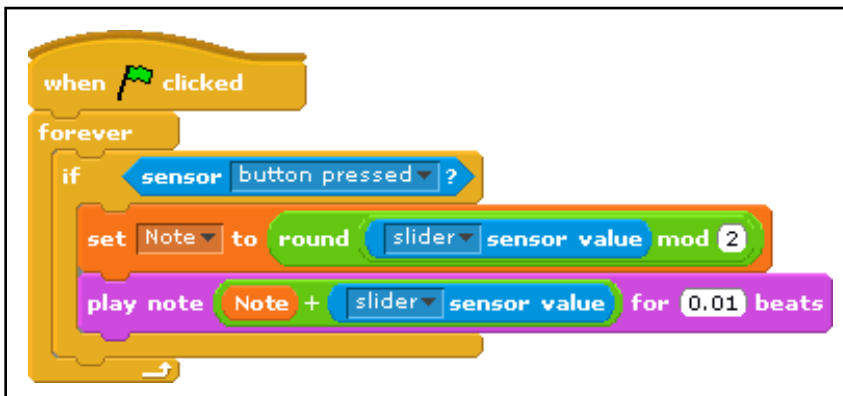 when clicked
forever
if sensor button pressed ?
set Note to round slider sensor value mod 2
play note Note + slider sensor value for 0.01 beats